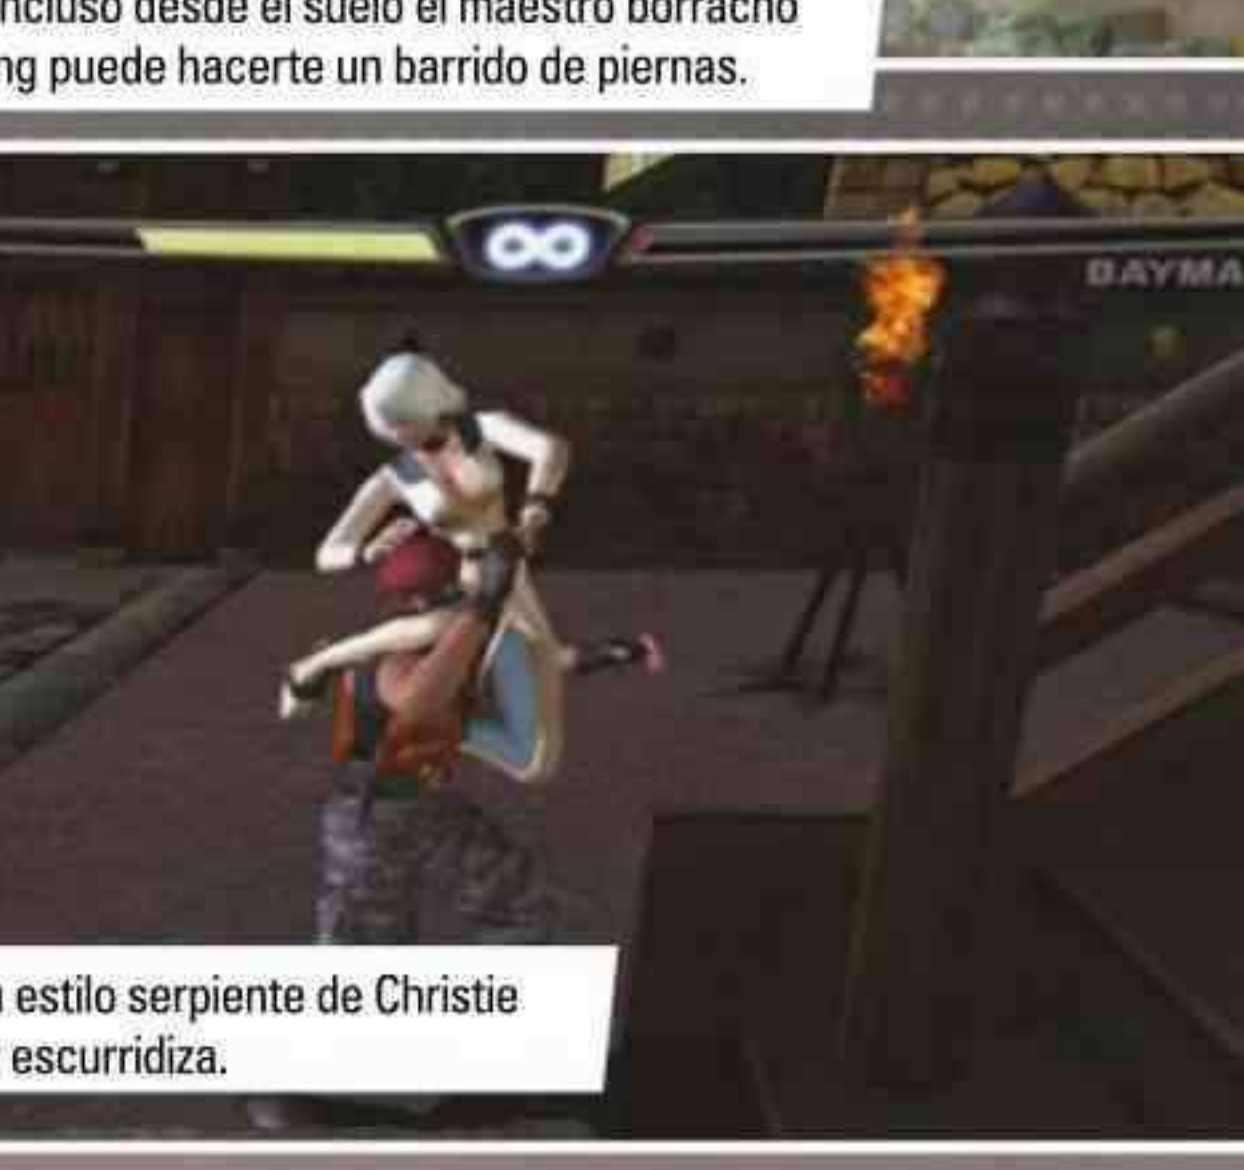 ncluso desde el suelo el maestro borracho
ng puede hacerte un barrido de piernas.
∞
BAYMA
estilo serpiente de Christie
escurridiza.